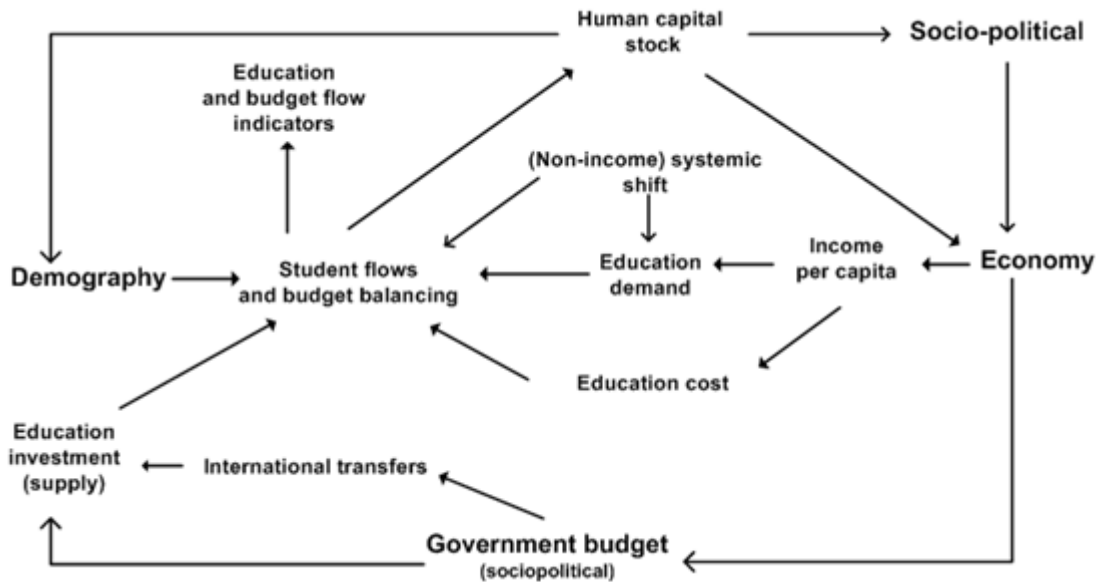 Human capital
stock
Socio-political
Education
and budget flow
indicators
(Non-income) systemic
shift
Demography
Student flows
and budget balancing
Education
demand
Income
per capita
Economy
Education cost
Education
investment
(supply)
International transfers
Government budget
(sociopolitical)